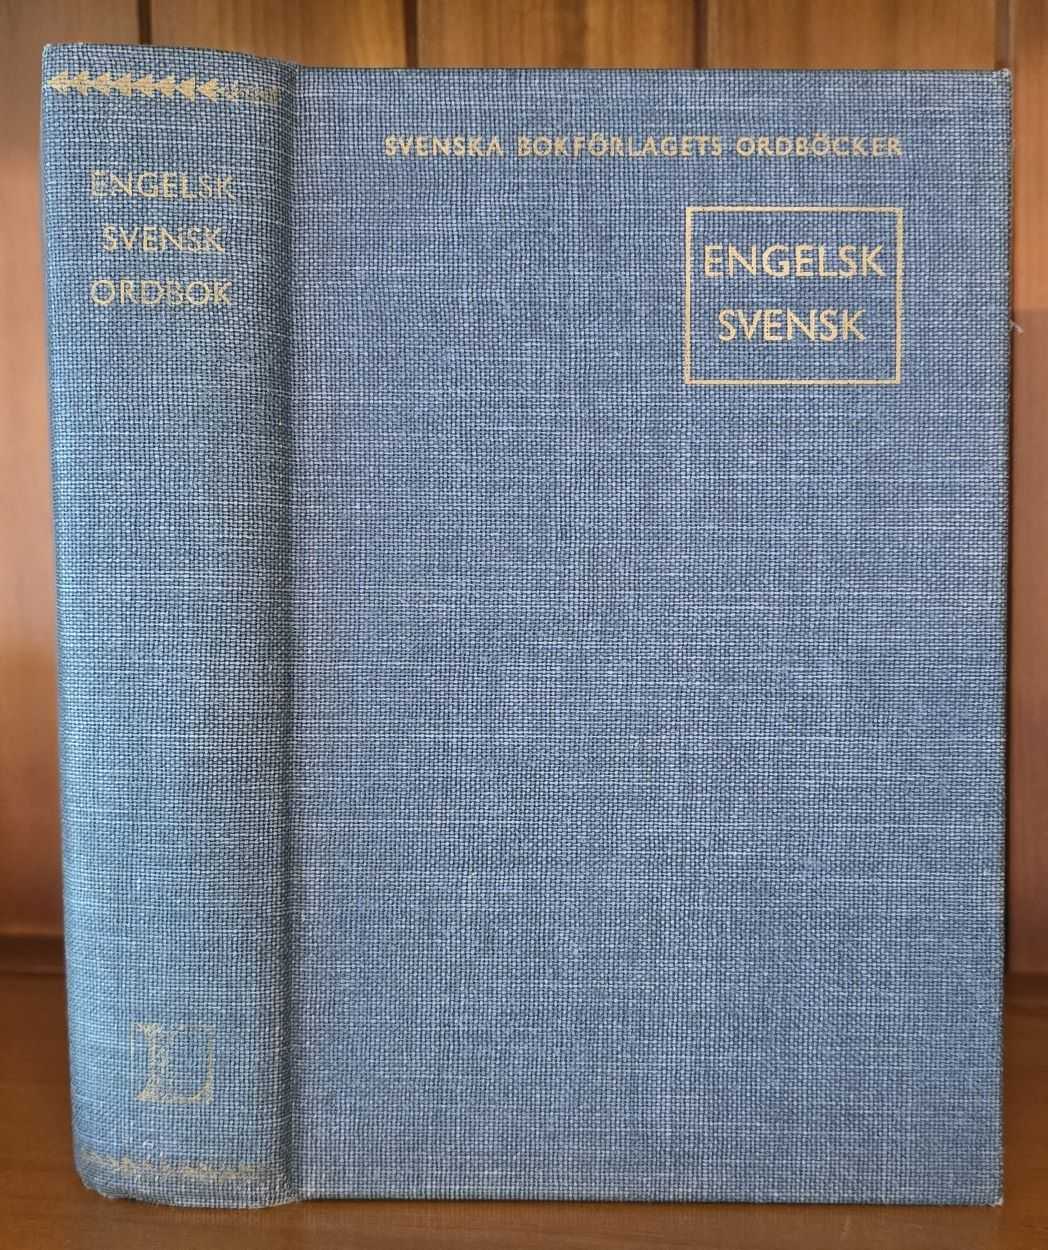 ENGELSK
SVENSK
ORDBOK
L
SVENSKA BOKFÖRLAGETS ORDBÖCKER
ENGELSK
SVENSK